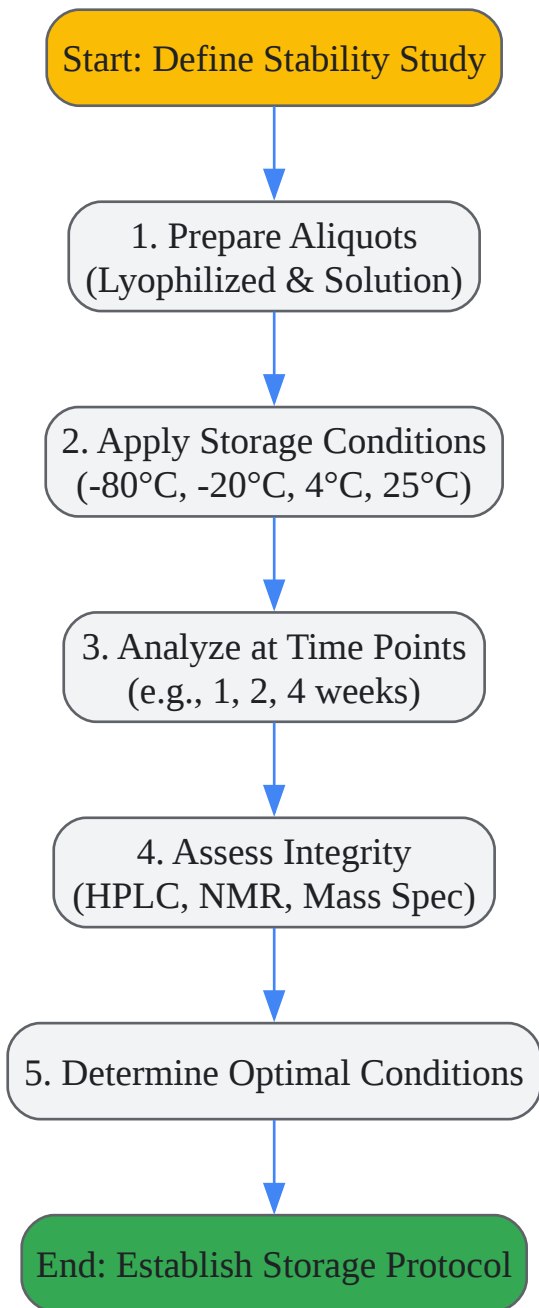 Start: Define Stability Study
1. Prepare Aliquots
(Lyophilized & Solution)
2. Apply Storage Conditions
(-80°C, -20°C, 4°C, 25°C)
3. Analyze at Time Points
(e.g., 1, 2, 4 weeks)
4. Assess Integrity
(HPLC, NMR, Mass Spec)
5. Determine Optimal Conditions
End: Establish Storage Protocol